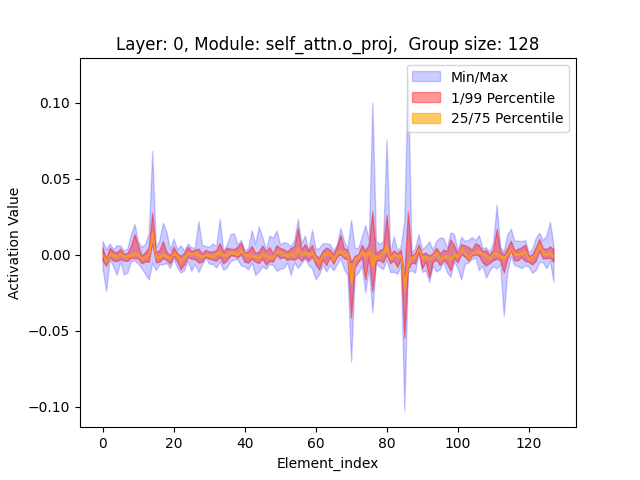 Layer: 0, Module: self_attn.o_proj,  Group size: 128
Min/Max
1/99 Percentile
25/75 Percentile
Activation Value
0.10
0.05
0.00
−0.05
−0.10
0 20 40 60 80 100 120
Element_index